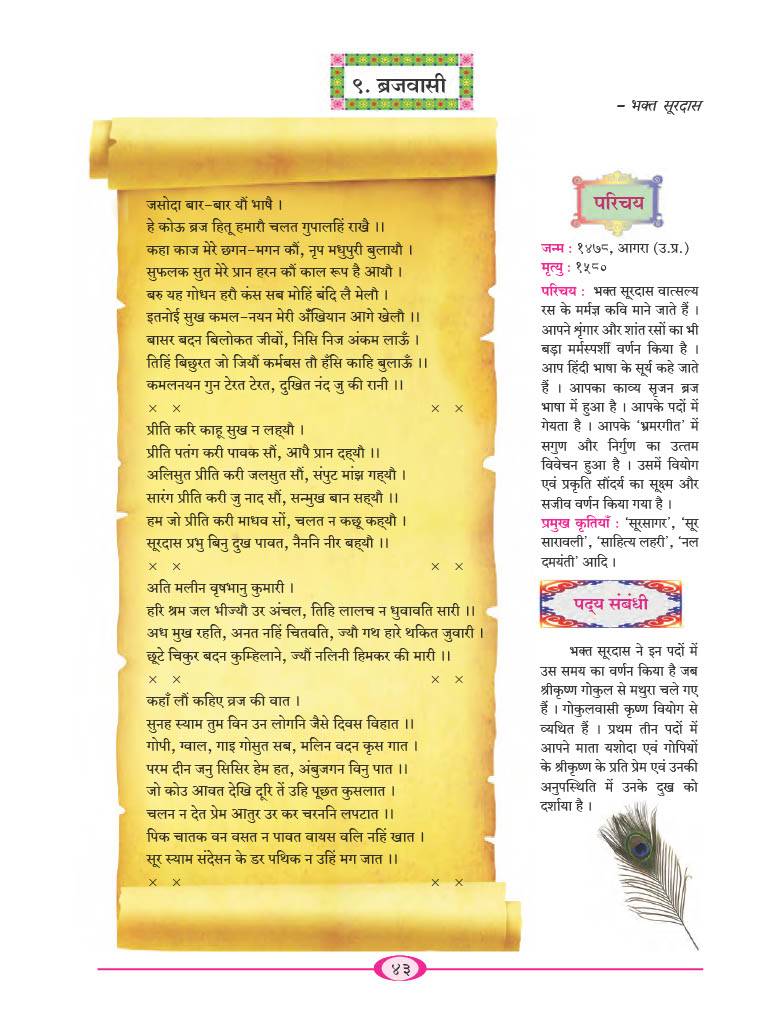 ९. ब्रजवासी
– भक्त सूरदास
जसोदा बार-बार यौं भाषै ।
हे कोऊ ब्रज हितू हमारौ चलत गुपालहिं राखै ।।
कहा काज मेरे छगन-मगन कौं, नृप मधुपुरी बुलायौ ।
सुफलक सुत मेरे प्रान हरन कौं काल रूप है आयौ ।
बरु यह गोधन हरौ कंस सब मोहिं बंदि लै मेलौ ।
इतनोई सुख कमल-नयन मेरी अँखियान आगे खेलौ ।।
बासर बदन बिलोकत जीवों, निसि निज अंकम लाऊँ ।
तिहिं बिछुरत जो जियौं कर्मबस तौ हँसि काहि बुलाऊँ ।।
कमलनयन गुन टेरत टेरत, दुखित नंद जु की रानी ।।
× × × ×
प्रीति करि काहू सुख न लह्यौ ।
प्रीति पतंग करी पावक सौं, आपै प्रान दह्यौ ।
अलिसुत प्रीति करी जलसुत सौं, संपुट मांझ गह्यौ ।
सारंग प्रीति करी जु नाद सौं, सन्मुख बान सह्यौ ।।
हम जो प्रीति करी माधव सों, चलत न कछू कह्यौ ।
सूरदास प्रभु बिनु दुख पावत, नैननि नीर बह्यौ ।।
× × × ×
अति मलीन वृषभानु कुमारी ।
हरि श्रम जल भीज्यौ उर अंचल, तिहि लालच न धुवावति सारी ।।
अध मुख रहति, अनत नहिं चितवति, ज्यौ गथ हारे थकित जुवारी ।
छूटे चिकुर बदन कुम्हिलाने, ज्यौं नलिनी हिमकर की मारी ।।
× × × ×
कहाँ लौं कहिए व्रज की वात ।
सुनह स्याम तुम विन उन लोगनि जैसे दिवस विहात ।।
गोपी, ग्वाल, गाइ गोसुत सब, मलिन वदन कृस गात ।
परम दीन जनु सिसिर हेम हत, अंबुजगन विनु पात ।।
जो कोउ आवत देखि दूरि तें उहि पूछत कुसलात ।
चलन न देत प्रेम आतुर उर कर चरननि लपटात ।।
पिक चातक वन वसत न पावत वायस वलि नहिं खात ।
सूर स्याम संदेसन के डर पथिक न उहिं मग जात ।।
× × × ×
परिचय
जन्म : १४७८, आगरा (उ.प्र.)
मृत्यु : १५८०
परिचय : भक्त सूरदास वात्सल्य
रस के मर्मज्ञ कवि माने जाते हैं ।
आपने शृंगार और शांत रसों का भी
बड़ा मर्मस्पर्शी वर्णन किया है ।
आप हिंदी भाषा के सूर्य कहे जाते
हैं । आपका काव्य सृजन ब्रज
भाषा में हुआ है । आपके पदों में
गेयता है । आपके ‘भ्रमरगीत’ में
सगुण और निर्गुण का उत्तम
विवेचन हुआ है । उसमें वियोग
एवं प्रकृति सौंदर्य का सूक्ष्म और
सजीव वर्णन किया गया है ।
प्रमुख कृतियाँ : ‘सूरसागर’, ‘सूर
सारावली’, ‘साहित्य लहरी’, ‘नल
दमयंती’ आदि ।
पद्य संबंधी
भक्त सूरदास ने इन पदों में
उस समय का वर्णन किया है जब
श्रीकृष्ण गोकुल से मथुरा चले गए
हैं । गोकुलवासी कृष्ण वियोग से
व्यथित हैं । प्रथम तीन पदों में
आपने माता यशोदा एवं गोपियों
के श्रीकृष्ण के प्रति प्रेम एवं उनकी
अनुपस्थिति में उनके दुख को
दर्शाया है ।
४३